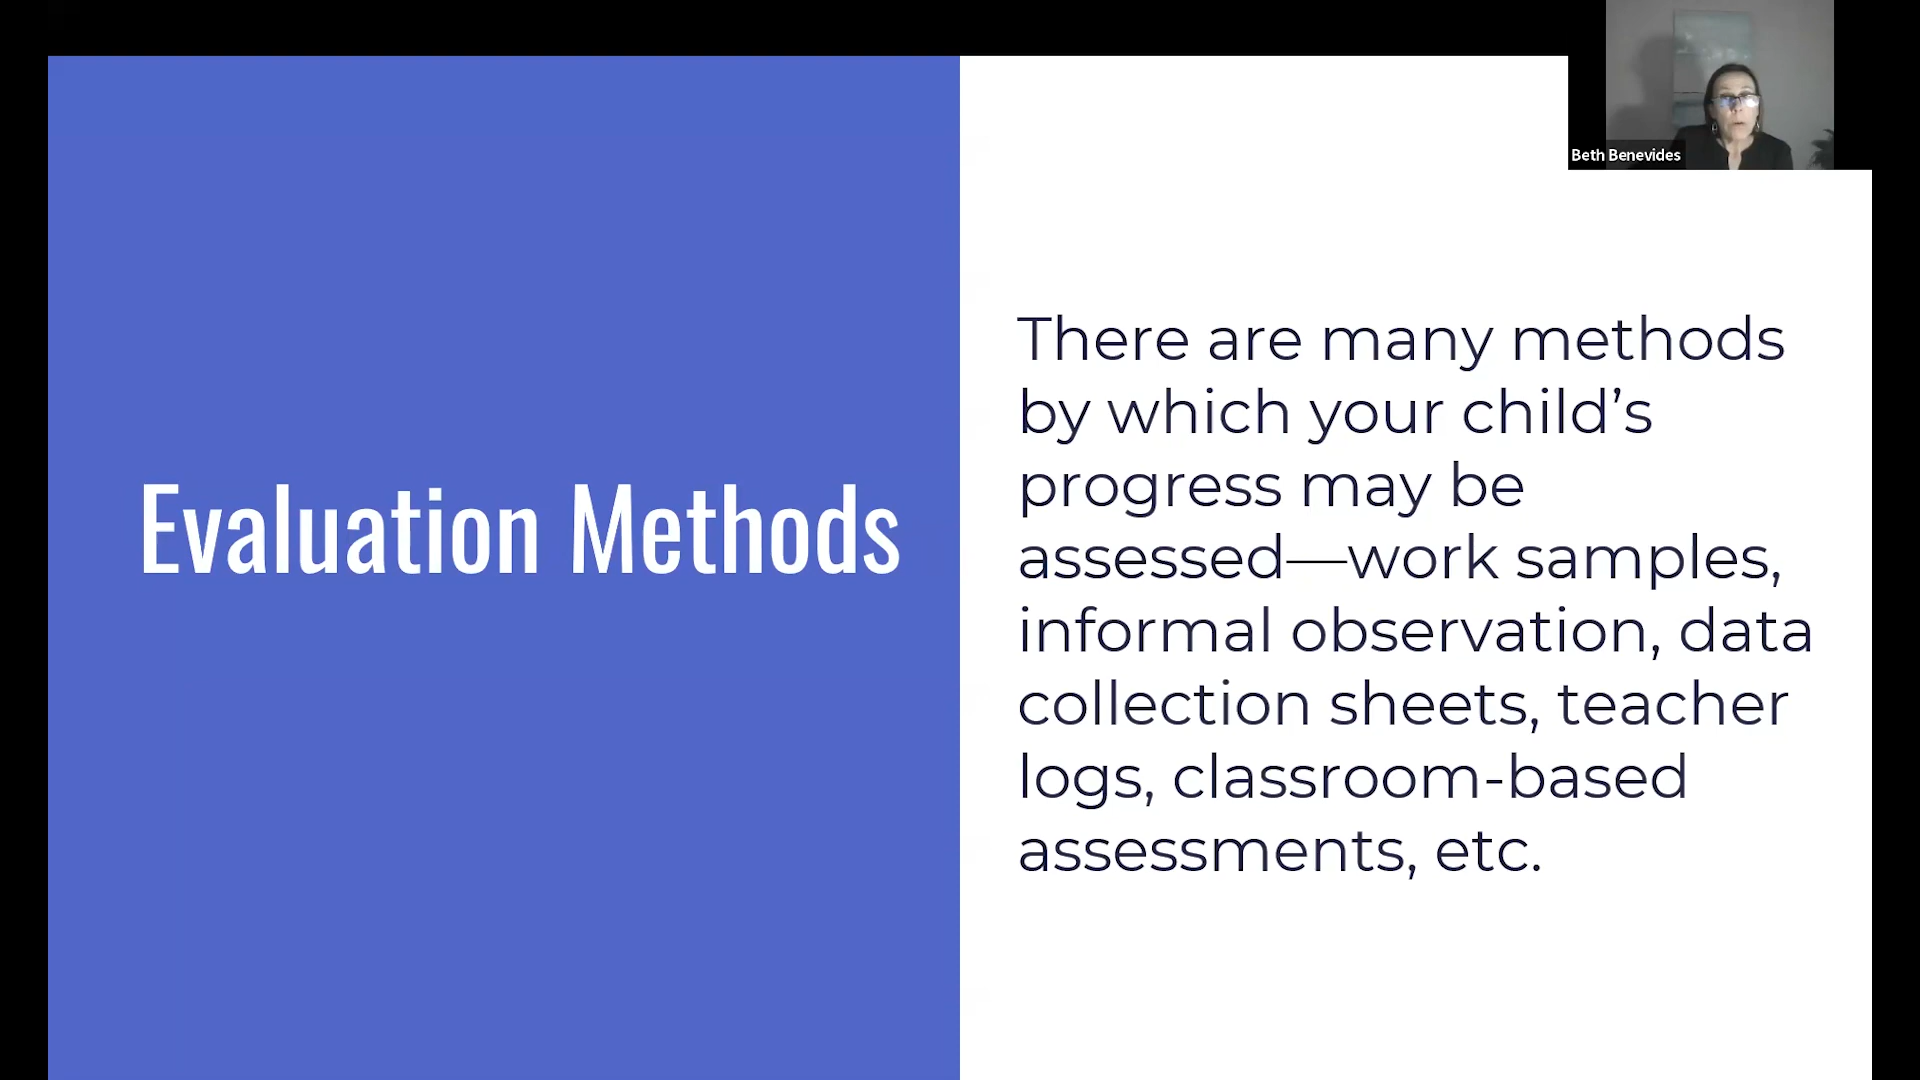 Beth Benevides
Evaluation Methods
There are many methods
by which your child’s
progress may be
assessed—work samples,
informal observation, data
collection sheets, teacher
logs, classroom-based
assessments, etc.